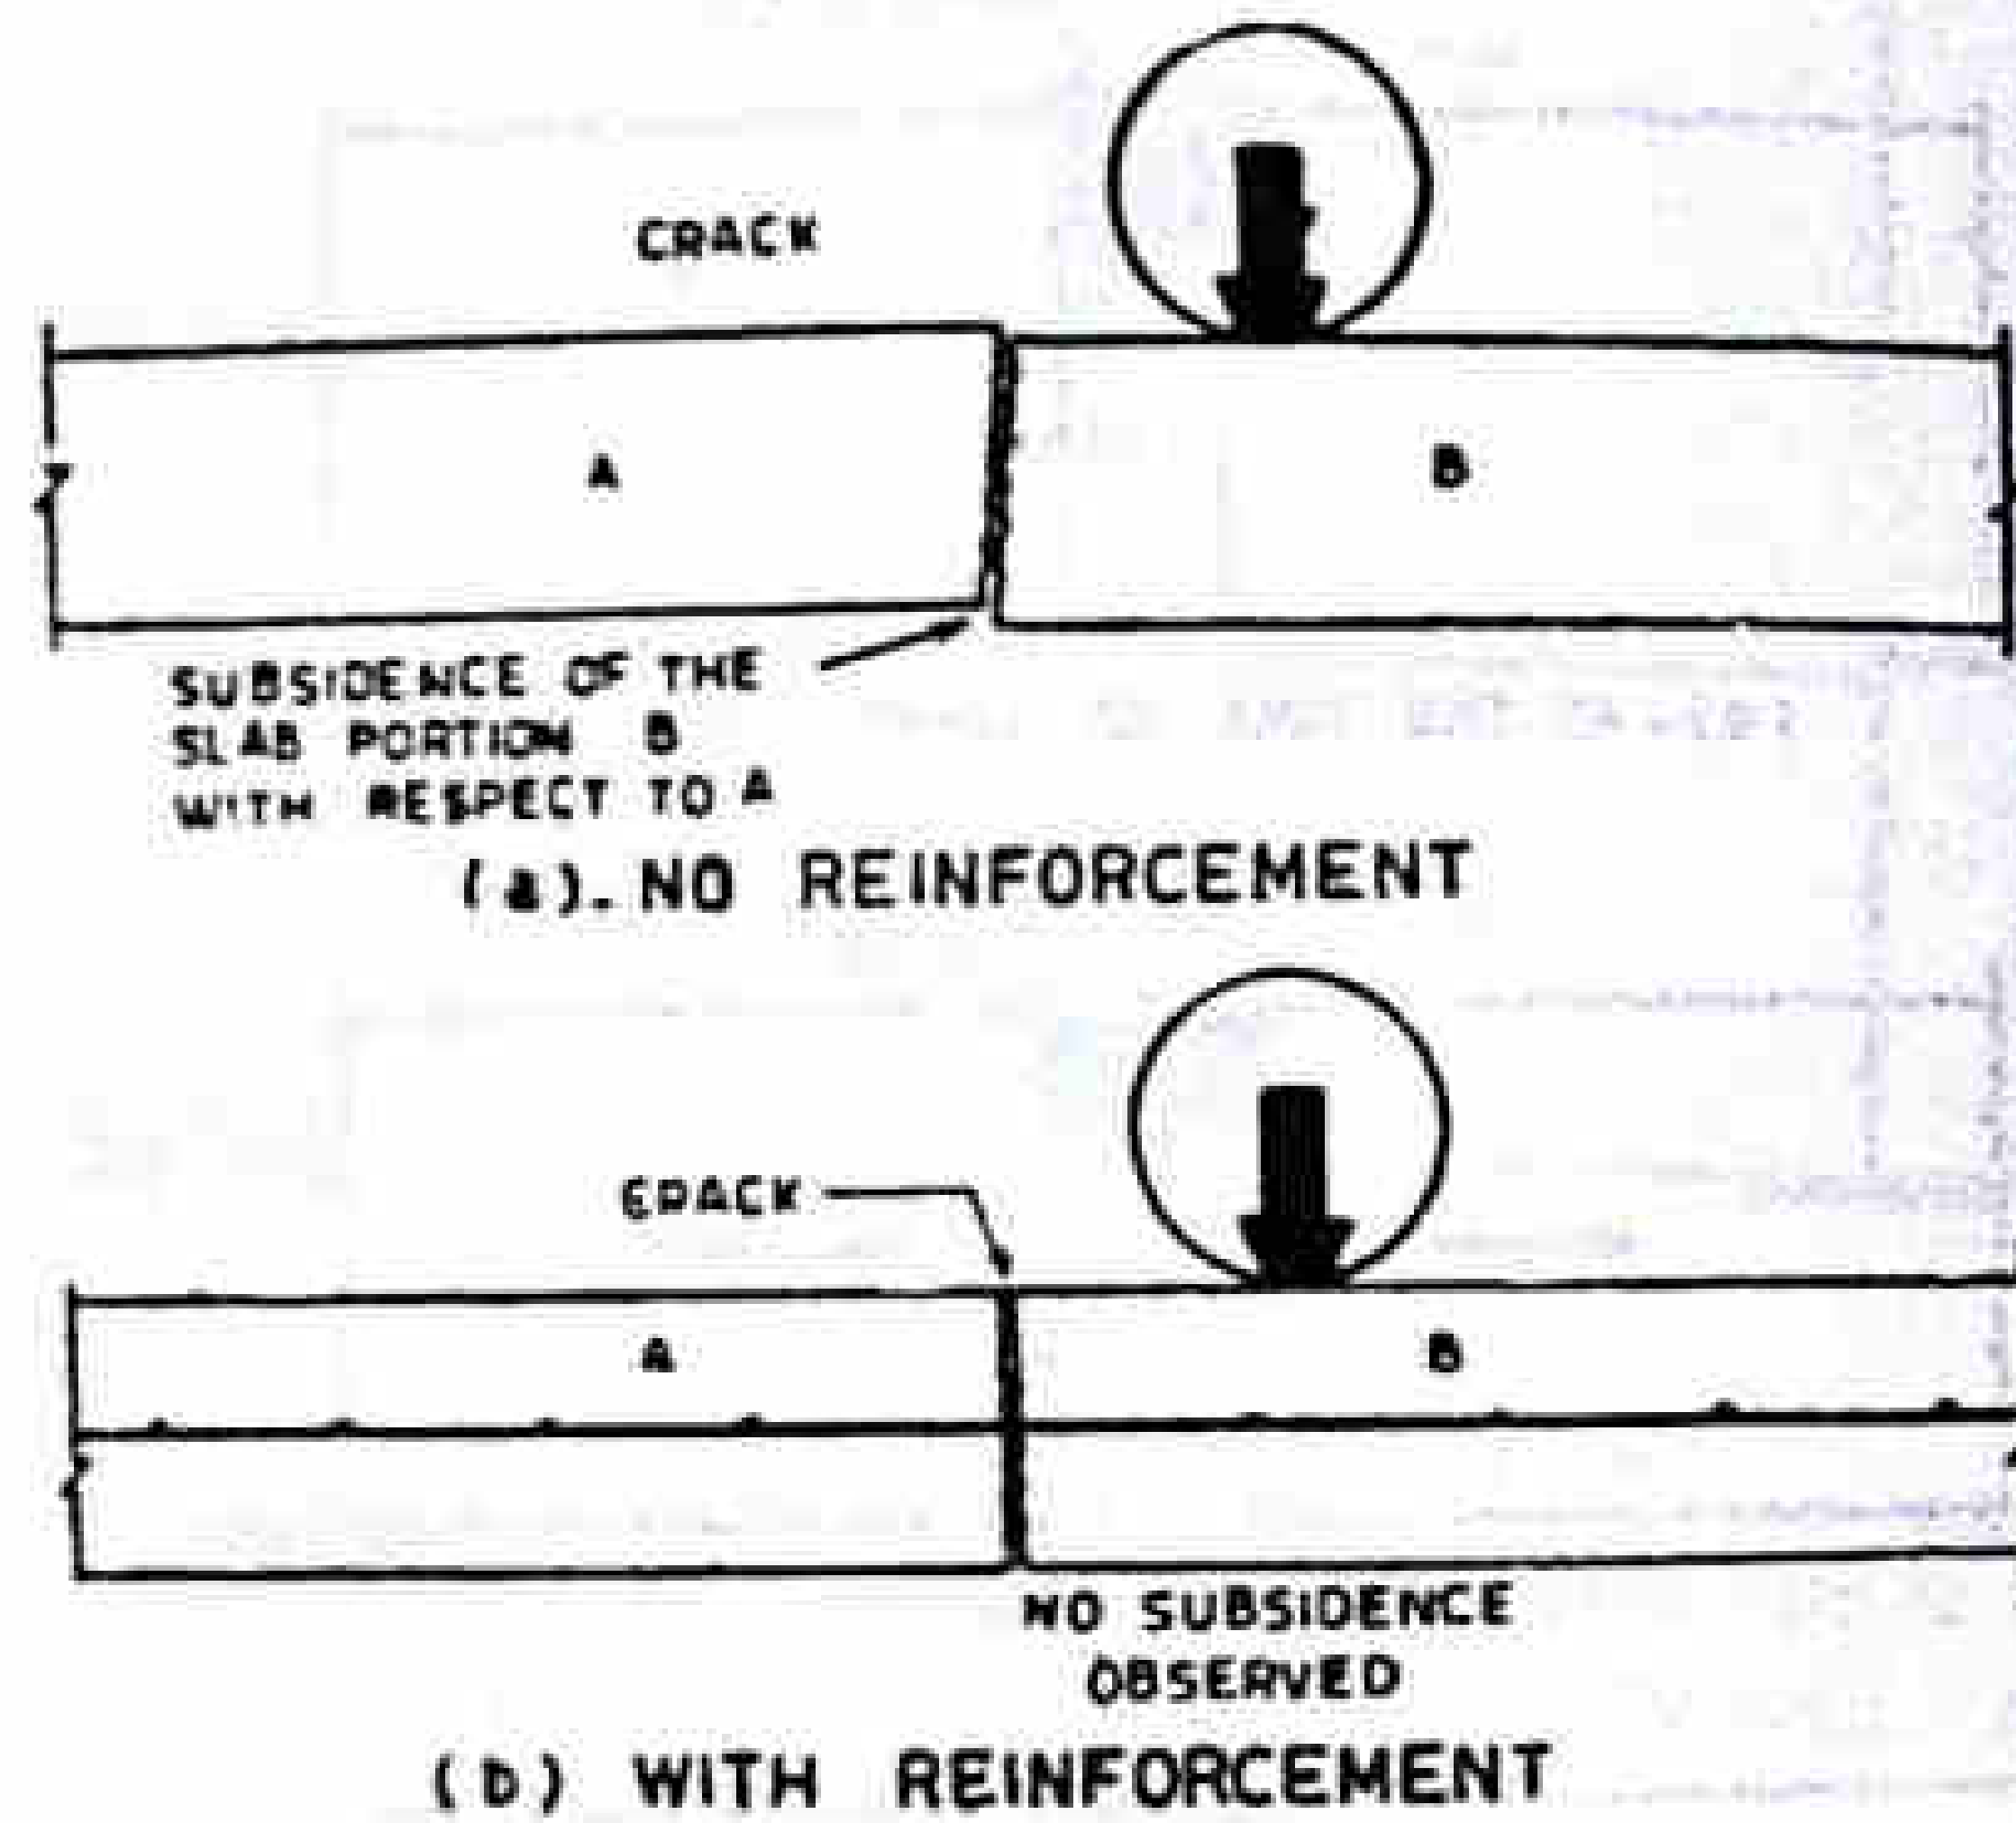 CRACK
A
B
SUBSIDENCE OF THE
SLAB PORTION B
WITH RESPECT TO A
(a). NO REINFORCEMENT
CRACK
A
B
NO SUBSIDENCE
OBSERVED
(b) WITH REINFORCEMENT